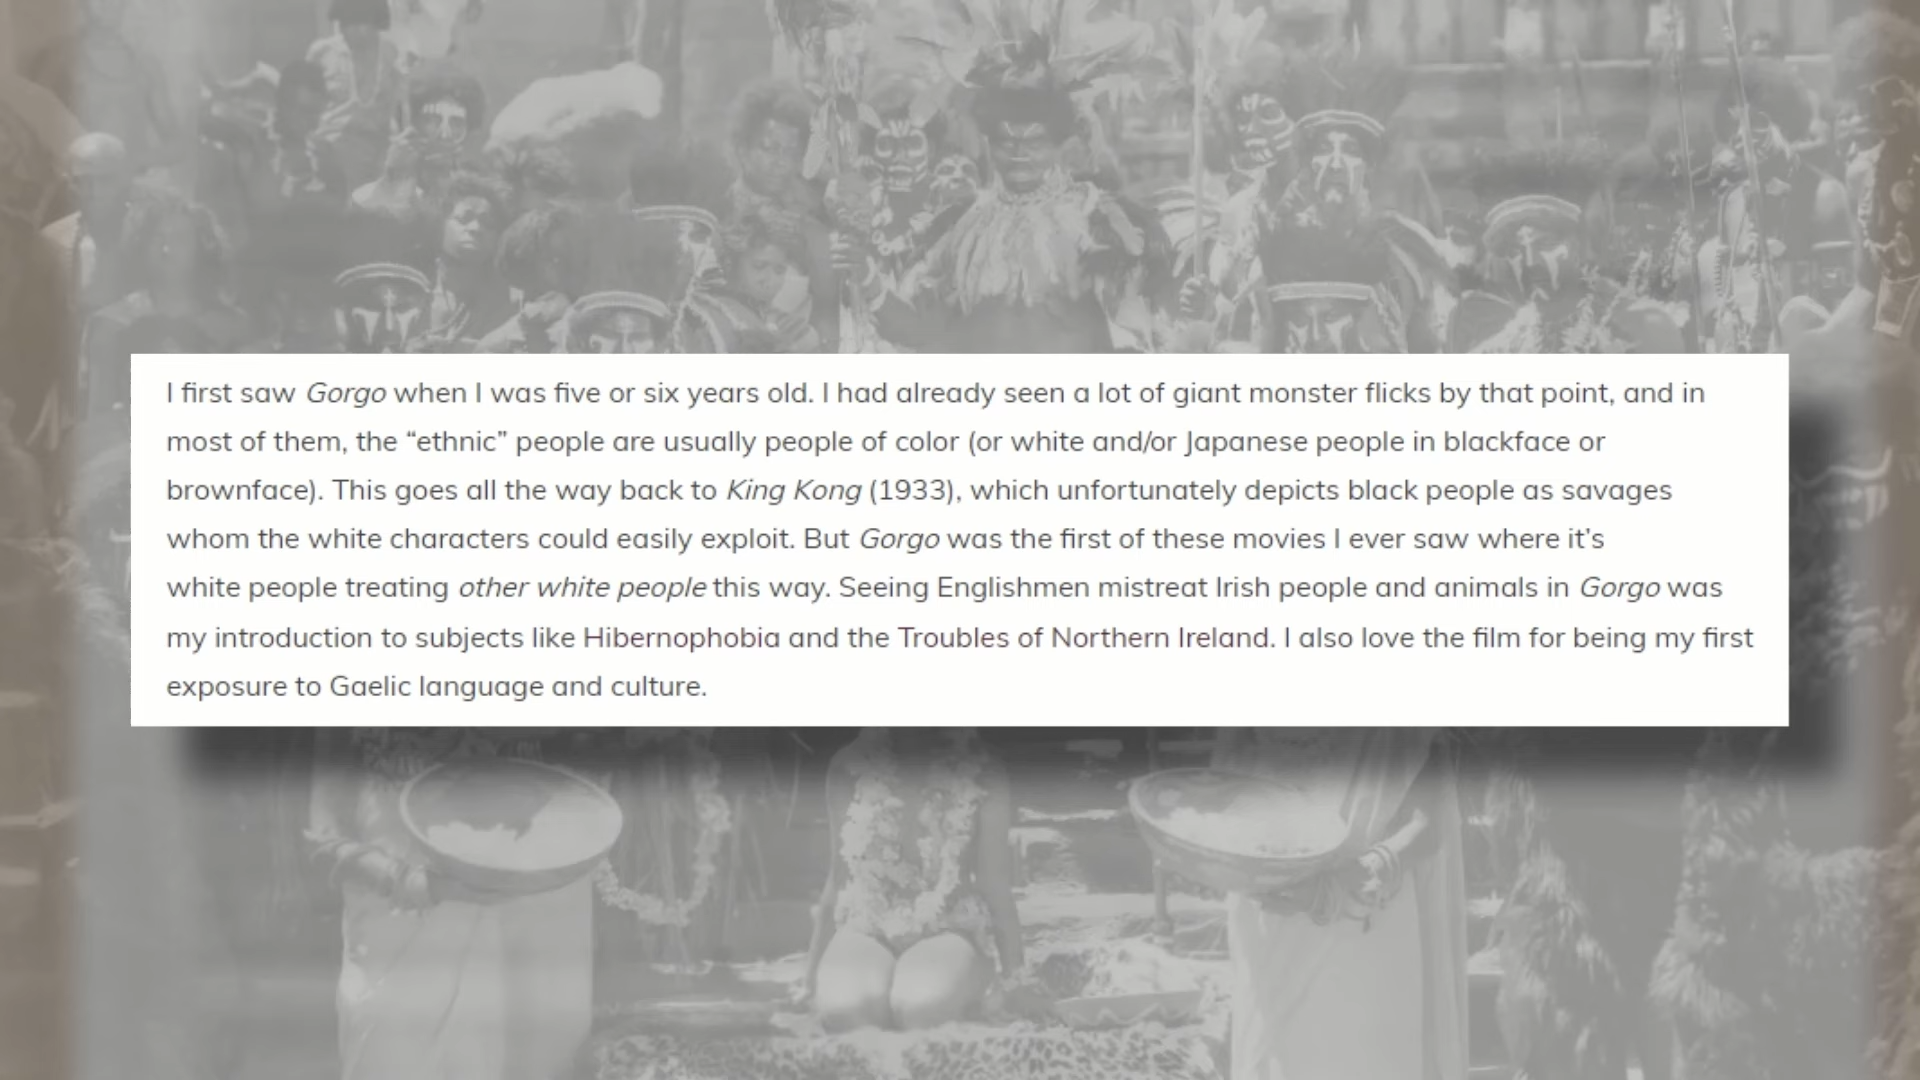 I first saw Gorgo when I was five or six years old. I had already seen a lot of giant monster flicks by that point, and in
most of them, the “ethnic” people are usually people of color (or white and/or Japanese people in blackface or
brownface). This goes all the way back to King Kong (1933), which unfortunately depicts black people as savages
whom the white characters could easily exploit. But Gorgo was the first of these movies I ever saw where it's
white people treating other white people this way. Seeing Englishmen mistreat Irish people and animals in Gorgo was
my introduction to subjects like Hibernophobia and the Troubles of Northern Ireland. I also love the film for being my first
exposure to Gaelic language and culture.